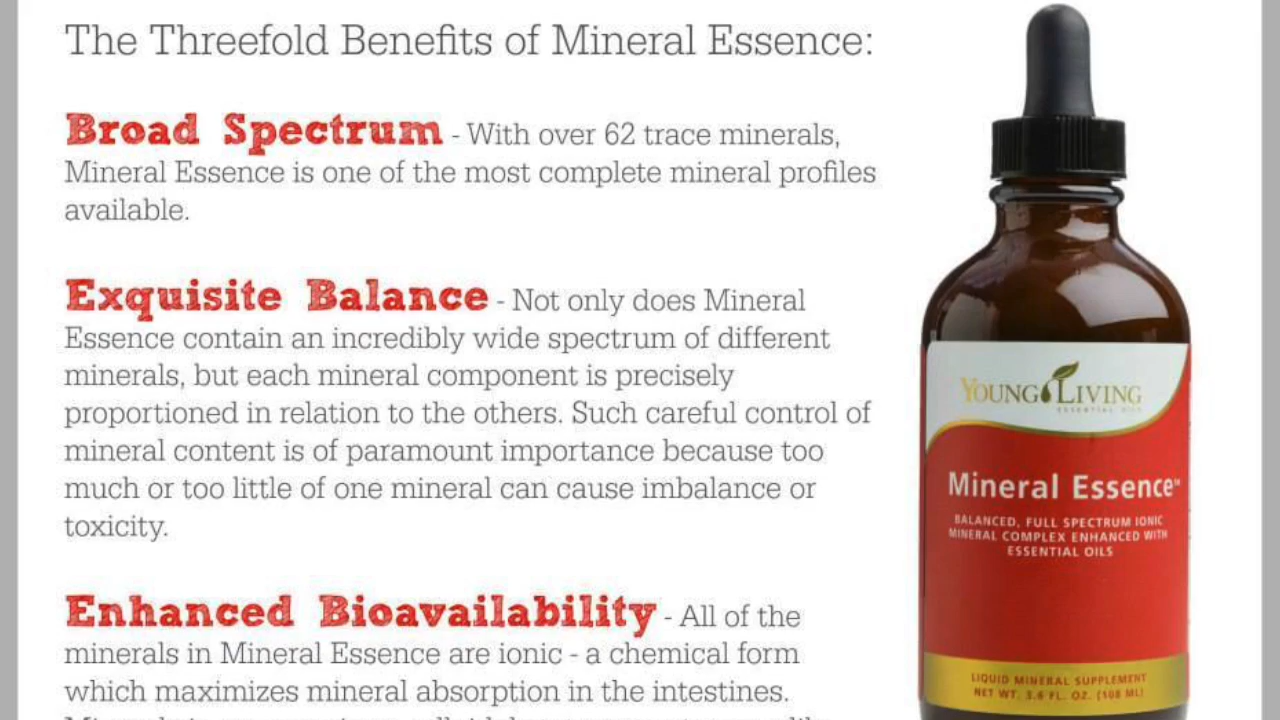 The Threefold Benefits of Mineral Essence:
Broad Spectrum - With over 62 trace minerals,
Mineral Essence is one of the most complete mineral profiles
available.
Exquisite Balance - Not only does Mineral
Essence contain an incredibly wide spectrum of different
minerals, but each mineral component is precisely
proportioned in relation to the others. Such careful control of
mineral content is of paramount importance because too
much or too little of one mineral can cause imbalance or
toxicity.
Enhanced Bioavailability - All of the
minerals in Mineral Essence are ionic - a chemical form
which maximizes mineral absorption in the intestines.
YOUNG LIVING
ESSENTIAL OILS
Mineral Essence™
BALANCED, FULL SPECTRUM IONIC
MINERAL COMPLEX ENHANCED WITH
ESSENTIAL OILS
LIQUID MINERAL SUPPLEMENT
NET WT. 3.6 FL. OZ. (108 ML)